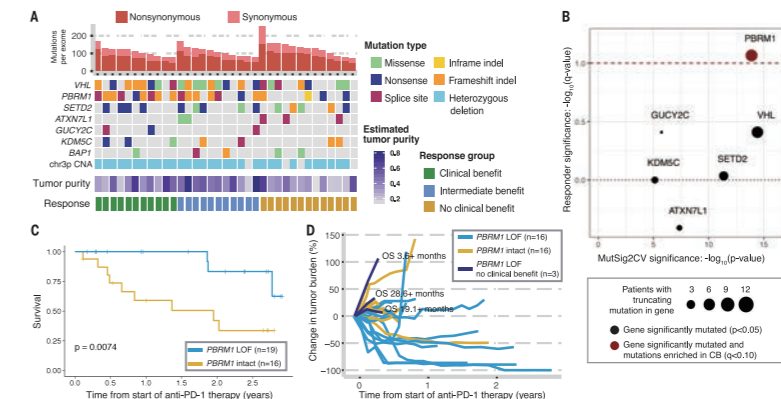 A
Nonsynonymous
Synonymous
Mutations
per exome
200
100
0
VHL
PBRM1
SETD2
ATXN7L1
GUCY2C
KDM5C
BAP1
chr3p CNA
Tumor purity
Response
Mutation type
Missense
Inframe indel
Nonsense
Frameshift indel
Splice site
Heterozygous
deletion
Estimated
tumor purity
0.8
0.6
0.4
0.2
Response group
Clinical benefit
Intermediate benefit
No clinical benefit
B
Responder significance: -log10(q-value)
1.0
0.5
0.0
PBRM1
GUCY2C
VHL
KDM5C
SETD2
ATXN7L1
0
5
10
15
MutSig2CV significance: -log10(p-value)
Patients with
truncating
mutation in gene
3 6 9 12
Gene significantly mutated (p<0.05)
Gene significantly mutated and
mutations enriched in CB (q<0.10)
C
Survival
1.00
0.75
0.50
0.25
0.00
p = 0.0074
PBRM1 LOF (n=19)
PBRM1 intact (n=16)
0.0 0.5 1.0 1.5 2.0 2.5
Time from start of anti-PD-1 therapy (years)
D
Change in tumor burden (%)
150
100
50
0
−50
−100
OS 3.6+ months
OS 28.6+ months
OS 19.1+ months
PBRM1 LOF (n=16)
PBRM1 intact (n=16)
PBRM1 LOF
no clinical benefit (n=3)
0 1 2
Time from start of anti-PD-1 therapy (years)